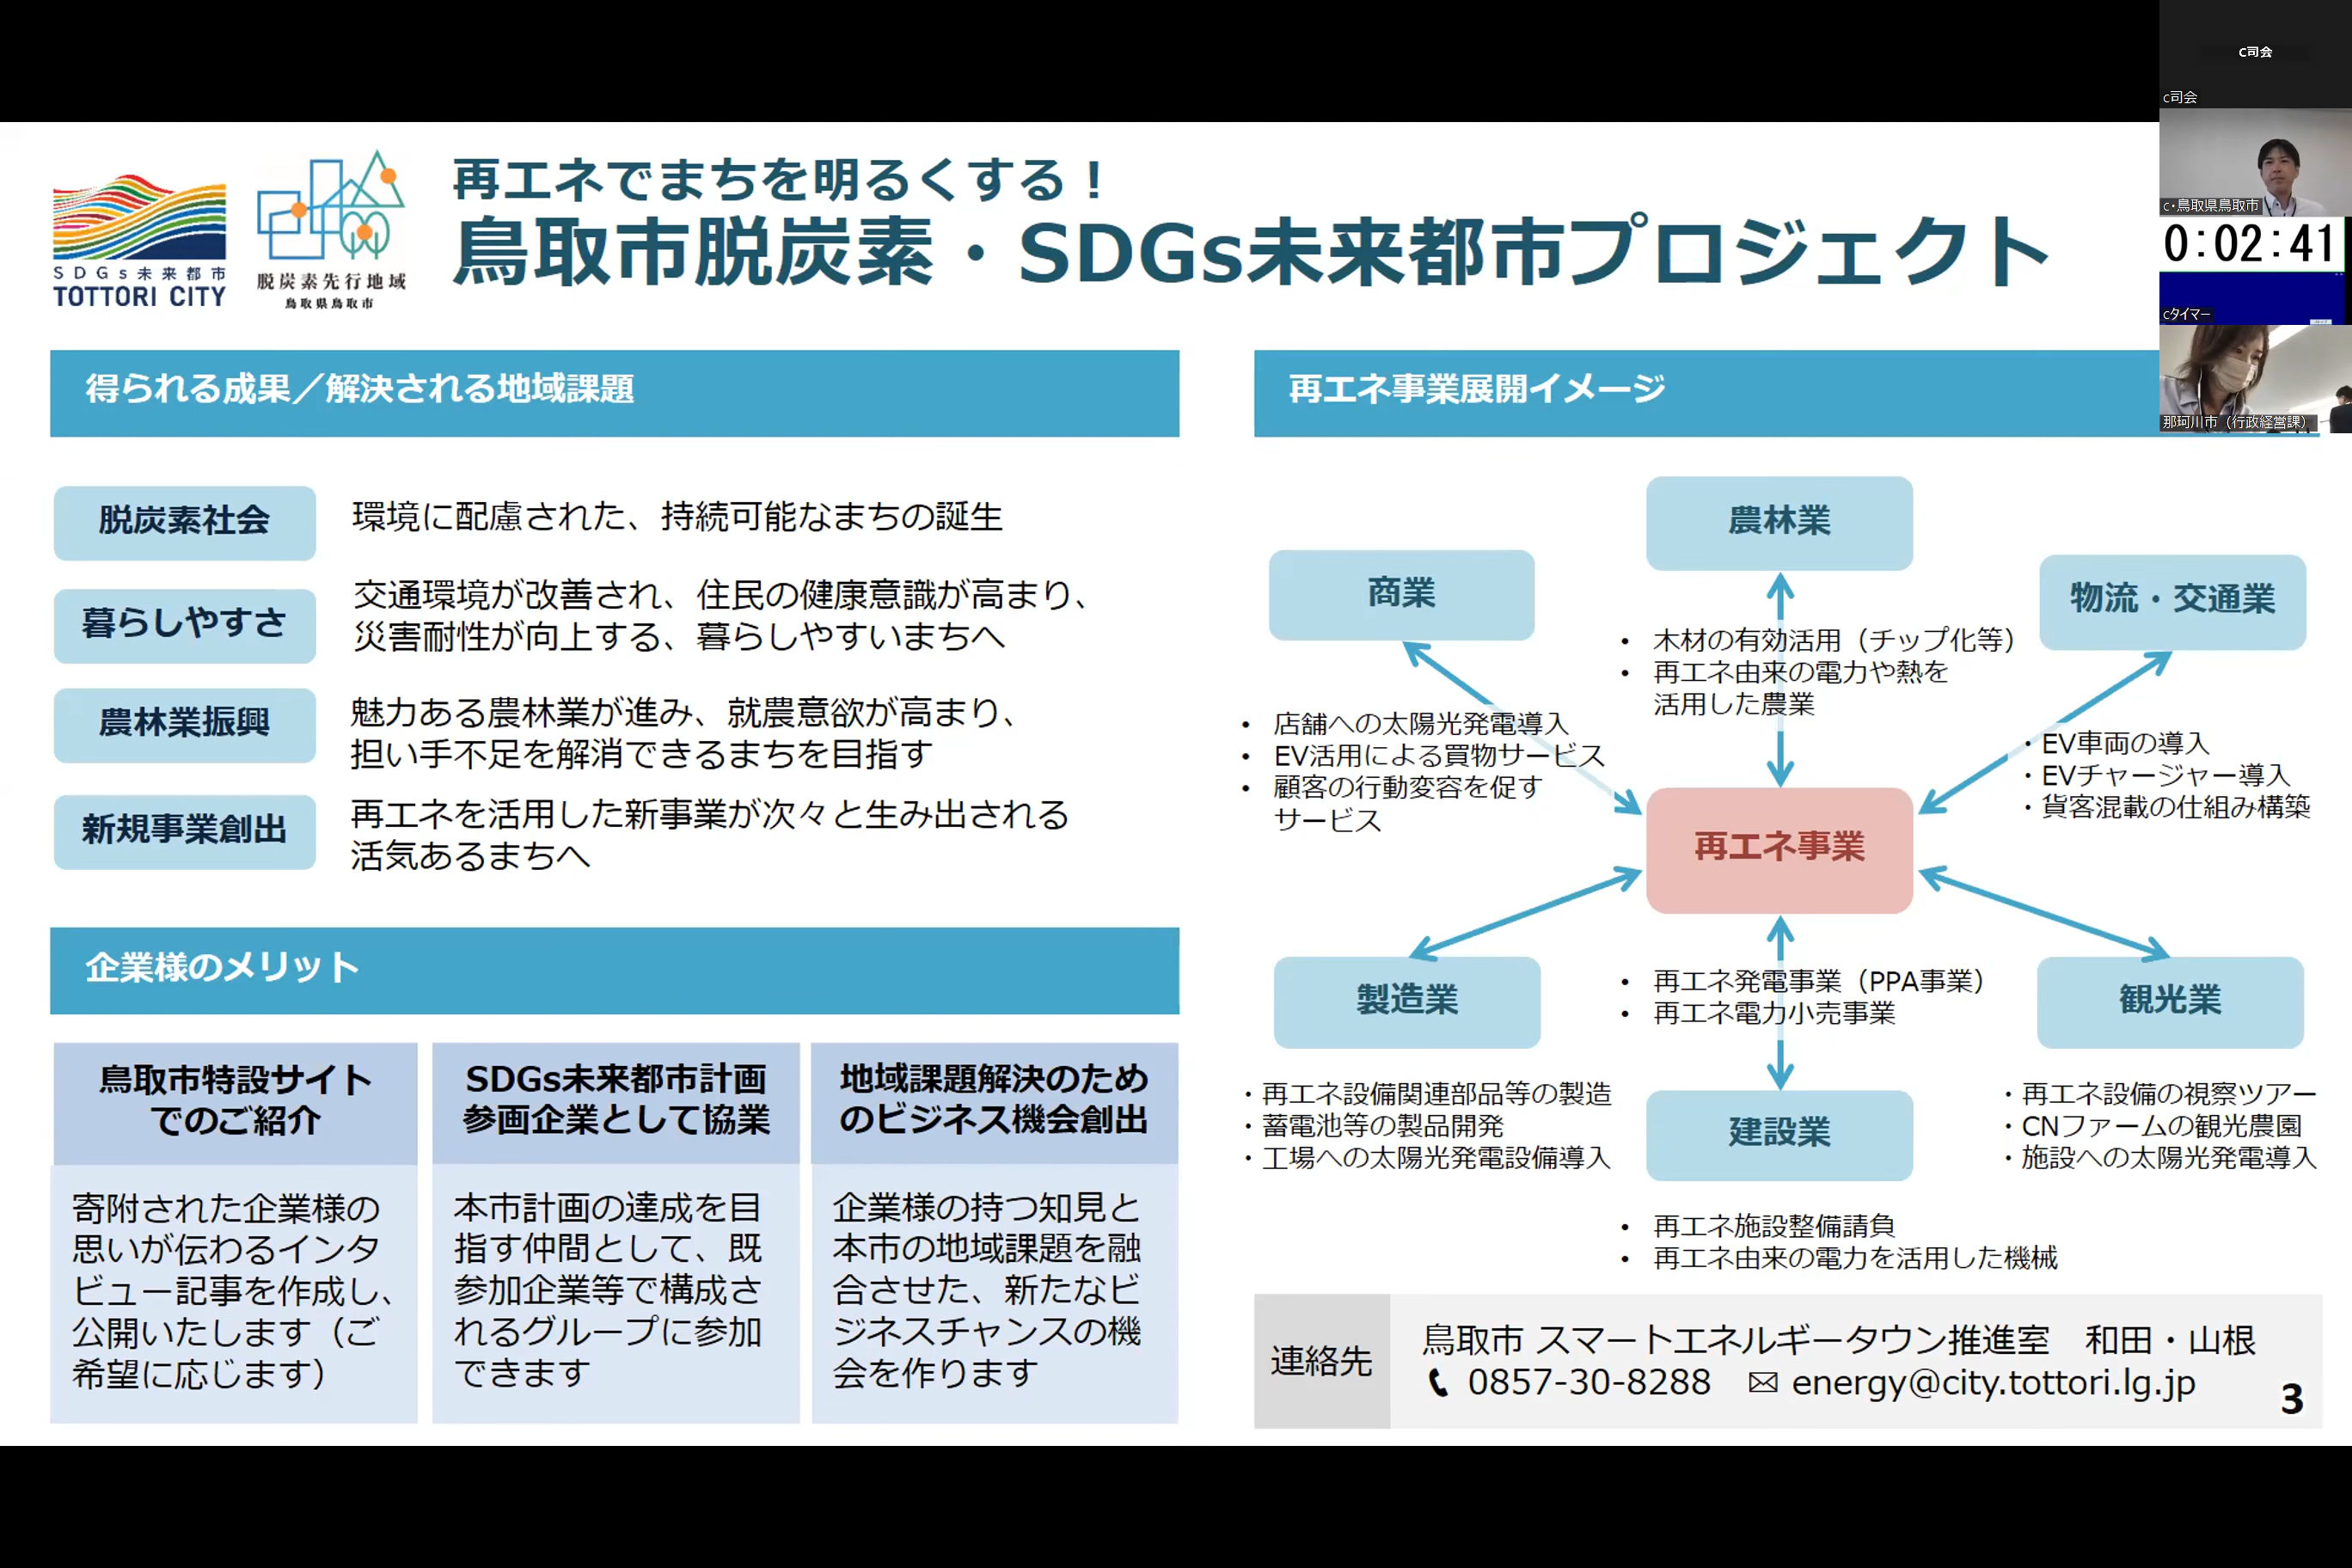 再エネでまちを明るくする！
鳥取市脱炭素・SDGs未来都市プロジェクト
SDGs未来都市
TOTTORI CITY
脱炭素先行地域
鳥取県鳥取市
得られる成果／解決される地域課題
脱炭素社会
環境に配慮された、持続可能なまちの誕生
暮らしやすさ
交通環境が改善され、住民の健康意識が高まり、
災害耐性が向上する、暮らしやすいまちへ
農林業振興
魅力ある農林業が進み、就農意欲が高まり、
担い手不足を解消できるまちを目指す
新規事業創出
再エネを活用した新事業が次々と生み出される
活気あるまちへ
企業様のメリット
鳥取市特設サイト
でのご紹介
寄附された企業様の
思いが伝わるインタ
ビュー記事を作成し、
公開いたします（ご
希望に応じます）
SDGs未来都市計画
参画企業として協業
本市計画の達成を目
指す仲間として、既
参加企業等で構成さ
れるグループに参加
できます
地域課題解決のため
のビジネス機会創出
企業様の持つ知見と
本市の地域課題を融
合させた、新たなビ
ジネスチャンスの機
会を作ります
再エネ事業展開イメージ
農林業
• 木材の有効活用（チップ化等）
• 再エネ由来の電力や熱を
活用した農業
商業
• 店舗への太陽光発電導入
• EV活用による買物サービス
• 顧客の行動変容を促す
サービス
物流・交通業
・EV車両の導入
・EVチャージャー導入
・貨客混載の仕組み構築
再エネ事業
• 再エネ発電事業（PPA事業）
• 再エネ電力小売事業
製造業
・再エネ設備関連部品等の製造
・蓄電池等の製品開発
・工場への太陽光発電設備導入
建設業
• 再エネ施設整備請負
• 再エネ由来の電力を活用した機械
観光業
・再エネ設備の視察ツアー
・CNファームの観光農園
・施設への太陽光発電導入
連絡先
鳥取市 スマートエネルギータウン推進室　和田・山根
0857-30-8288 energy@city.tottori.lg.jp
3
c司会
c司会
c・鳥取県鳥取市
0:02:41
cタイマー
那珂川市（行政経営課）